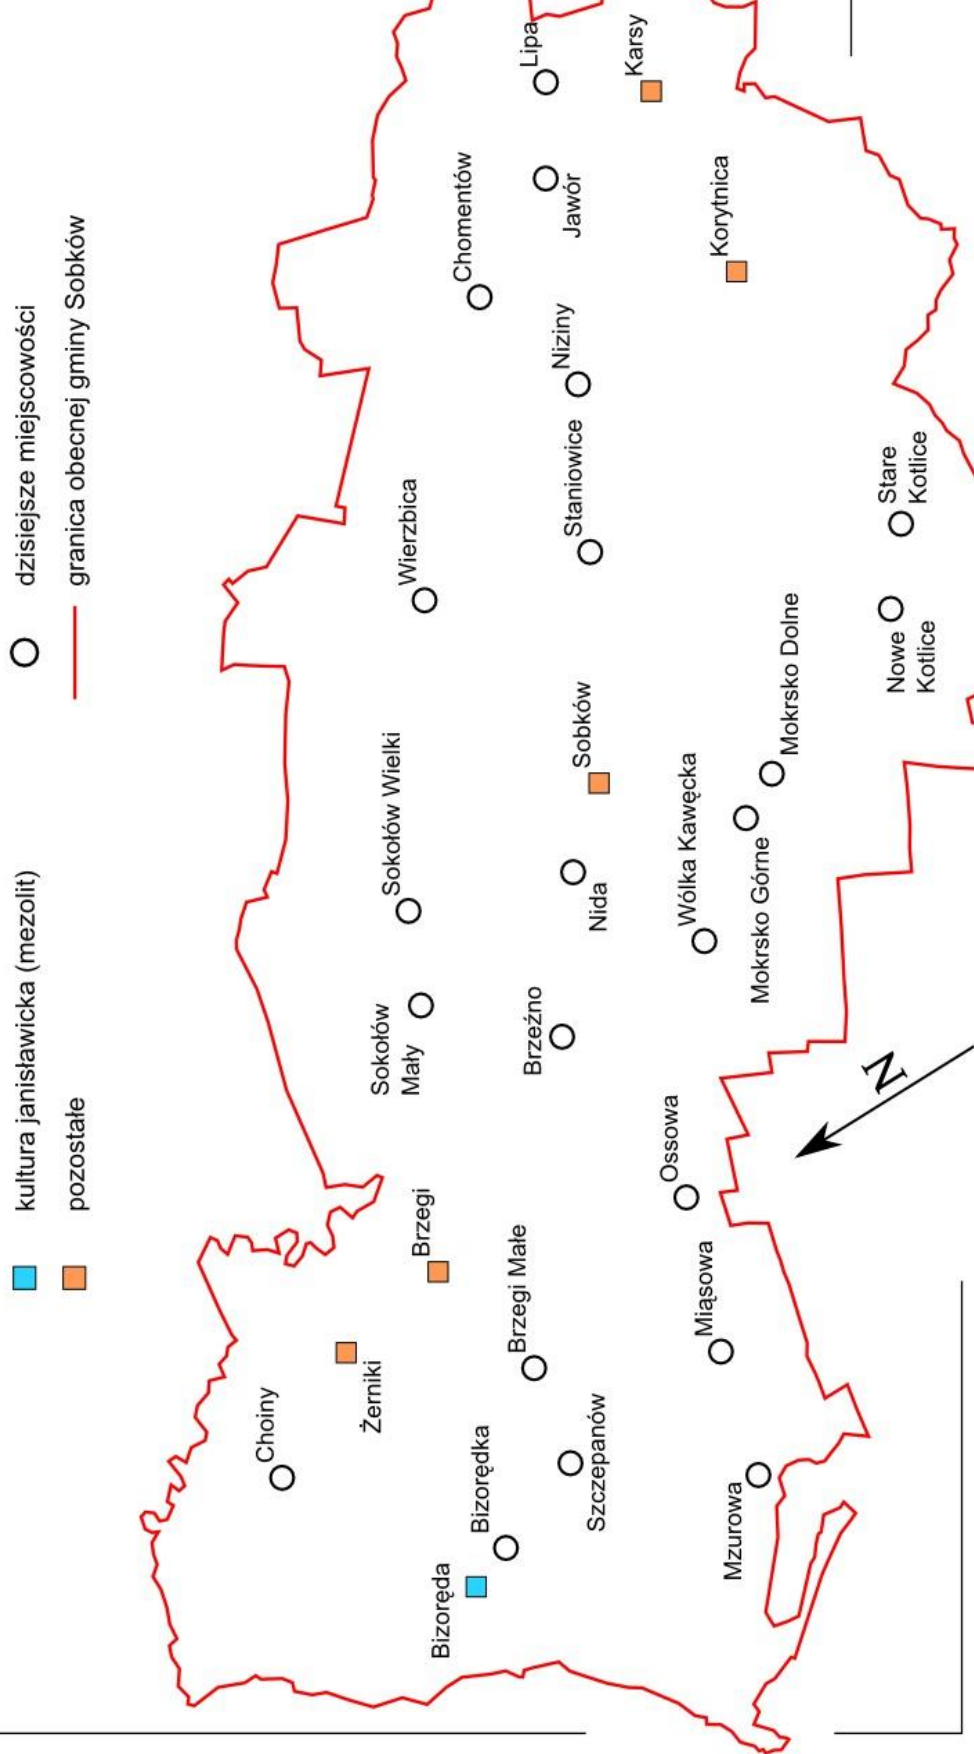 kultura janisławicka (mezolit)
pozostałe
dzisiejsze miejscowości
granica obecnej gminy Sobków
Choiny
Żerniki
Brzegi
Bizoręda
Bizorędka
Brzegi Małe
Szczepanów
Mzurowa
Miąsowa
Ossowa
Sokołów
Mały
Sokołów Wielki
Brzeźno
Nida
Sobków
Wólka Kawęcka
Mokrsko Górne
Mokrsko Dolne
Wierzbica
Staniowice
Niziny
Chomentów
Jawór
Lipa
Karsy
Korytnica
Nowe
Kotlice
Stare
Kotlice
N